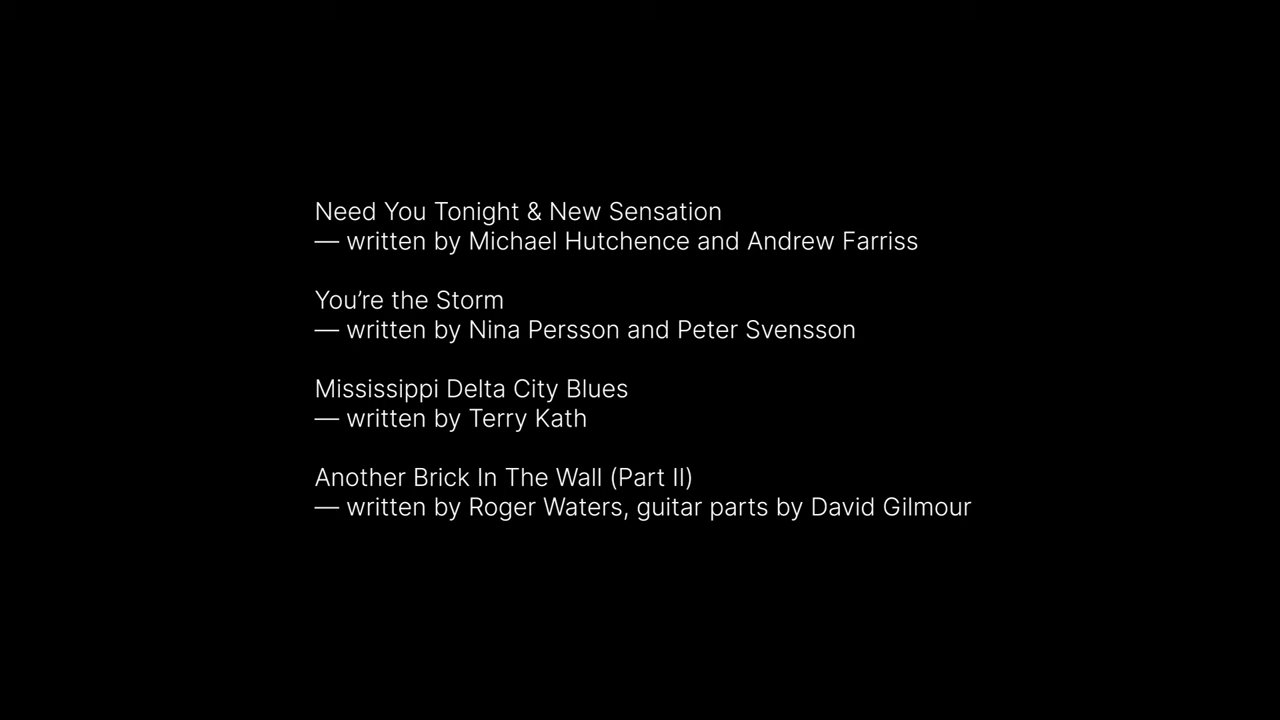 Need You Tonight & New Sensation
— written by Michael Hutchence and Andrew Farriss
You’re the Storm
— written by Nina Persson and Peter Svensson
Mississippi Delta City Blues
— written by Terry Kath
Another Brick In The Wall (Part II)
— written by Roger Waters, guitar parts by David Gilmour